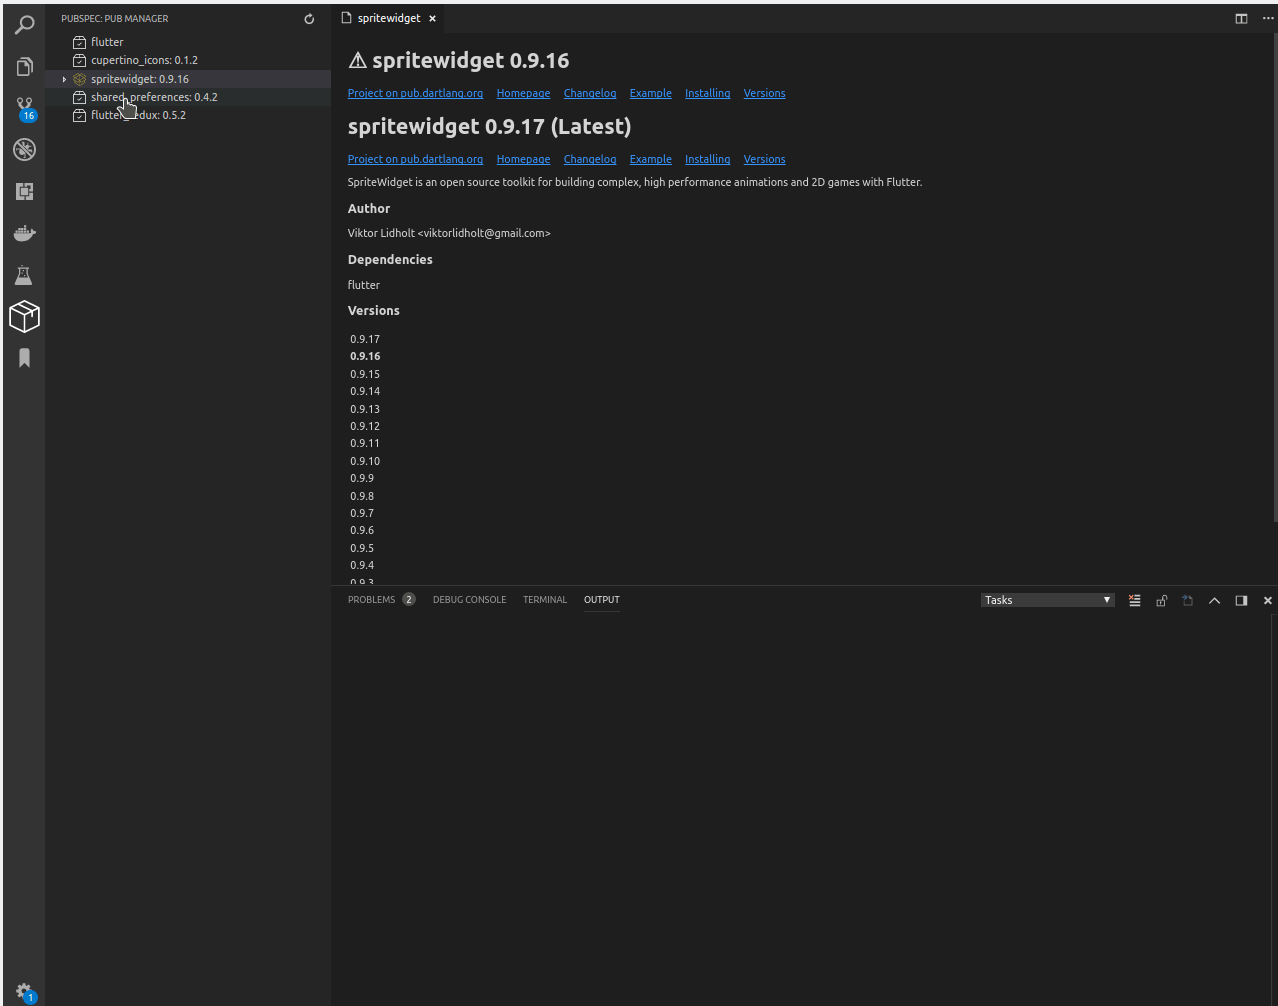 PUBSPEC: PUB MANAGER
flutter
cupertino_icons: 0.1.2
spritewidget: 0.9.16
shared_preferences: 0.4.2
flutter_redux: 0.5.2
16
1
spritewidget ×
⚠ spritewidget 0.9.16
Project on pub.dartlang.org Homepage Changelog Example Installing Versions
spritewidget 0.9.17 (Latest)
Project on pub.dartlang.org Homepage Changelog Example Installing Versions
SpriteWidget is an open source toolkit for building complex, high performance animations and 2D games with Flutter.
Author
Viktor Lidholt <viktorlidholt@gmail.com>
Dependencies
flutter
Versions
0.9.17
0.9.16
0.9.15
0.9.14
0.9.13
0.9.12
0.9.11
0.9.10
0.9.9
0.9.8
0.9.7
0.9.6
0.9.5
0.9.4
0.9.3
PROBLEMS 2 DEBUG CONSOLE TERMINAL OUTPUT Tasks